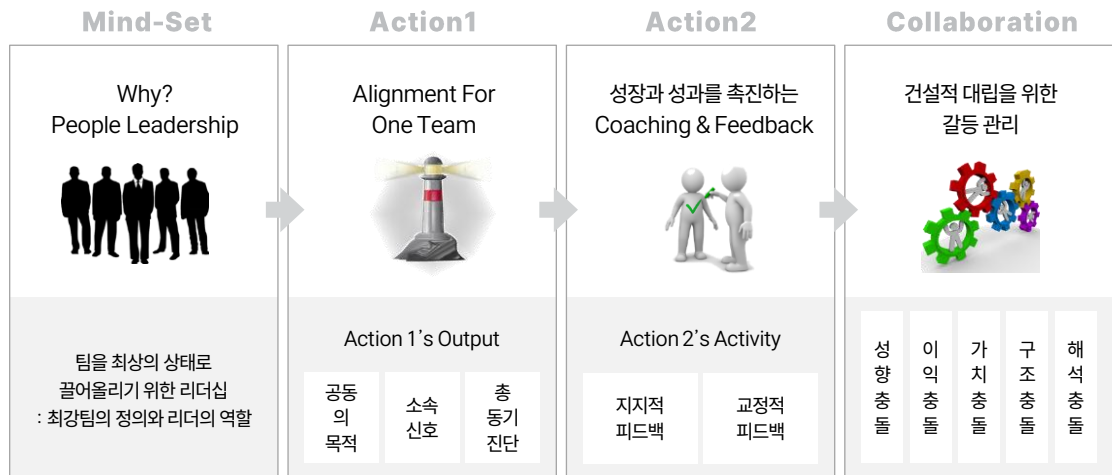 Mind-Set
Action1
Action2
Collaboration
Why?
People Leadership
Alignment For
One Team
성장과 성과를 촉진하는
Coaching & Feedback
건설적 대립을 위한
갈등 관리
팀을 최상의 상태로
끌어올리기 위한 리더십
: 최강팀의 정의와 리더의 역할
Action 1's Output
공동
의
목적
소속
신호
총
동기
진단
Action 2's Activity
지지적
피드백
교정적
피드백
성향충돌
이익충돌
가치충돌
구조충돌
해석충돌